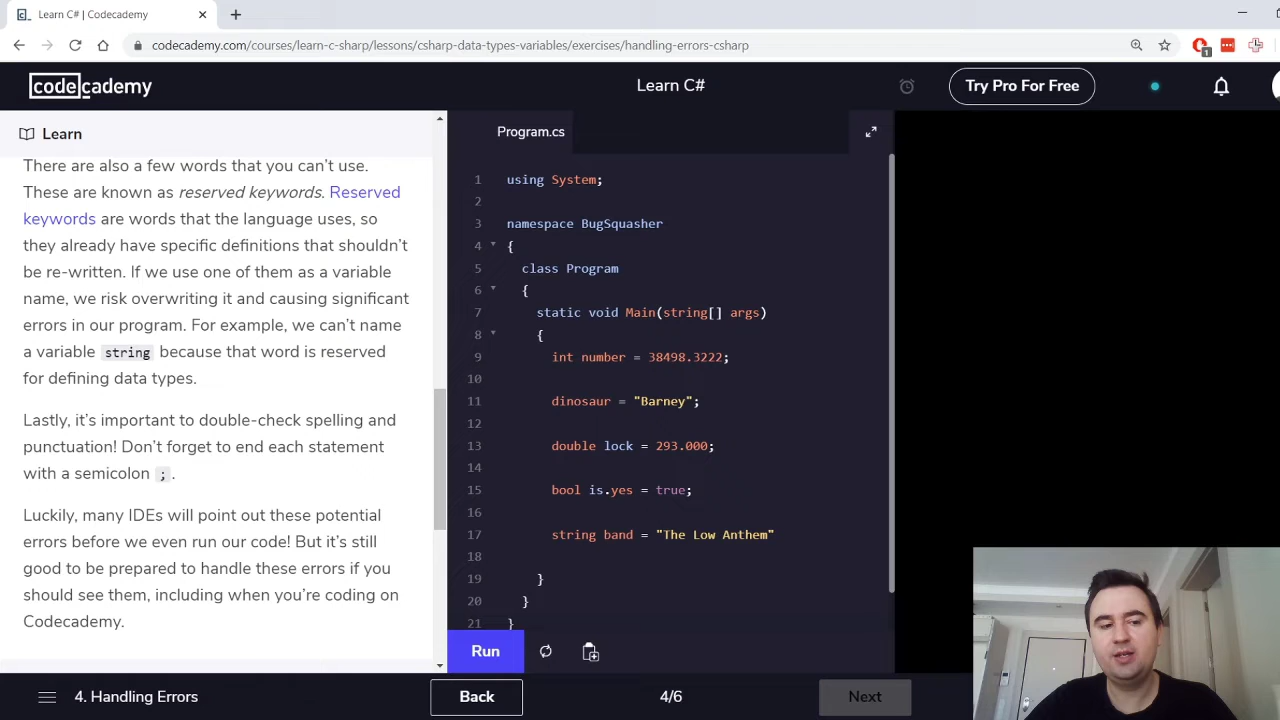 Learn C# | Codecademy
codecademy.com/courses/learn-c-sharp/lessons/csharp-data-types-variables/exercises/handling-errors-csharp
1
codecademy
Learn C#
Try Pro For Free
Learn
There are also a few words that you can't use.
These are known as reserved keywords. Reserved
keywords are words that the language uses, so
they already have specific definitions that shouldn't
be re-written. If we use one of them as a variable
name, we risk overwriting it and causing significant
errors in our program. For example, we can't name
a variable string because that word is reserved
for defining data types.
Lastly, it's important to double-check spelling and
punctuation! Don't forget to end each statement
with a semicolon ;.
Luckily, many IDEs will point out these potential
errors before we even run our code! But it's still
good to be prepared to handle these errors if you
should see them, including when you're coding on
Codecademy.
Program.cs
1 using System;
2
3 namespace BugSquasher
4 {
5 class Program
6 {
7 static void Main(string[] args)
8 {
9 int number = 38498.3222;
10
11 dinosaur = "Barney";
12
13 double lock = 293.000;
14
15 bool is.yes = true;
16
17 string band = "The Low Anthem"
18
19 }
20 }
21 }
Run
4. Handling Errors
Back
4/6
Next